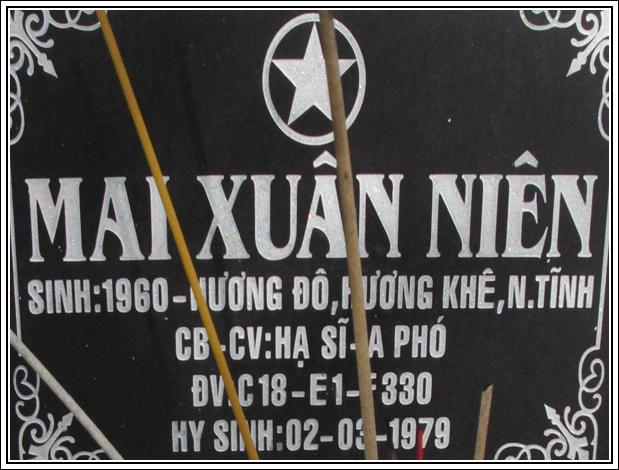 MAI XUÂN NIÊN
SINH:1960-HƯƠNG ĐÔ,HƯƠNG KHÊ,N.TĨNH
CB-CV:HẠ SĨ-A PHÓ
ĐV C18-E1-F330
HY SINH:02-03-1979